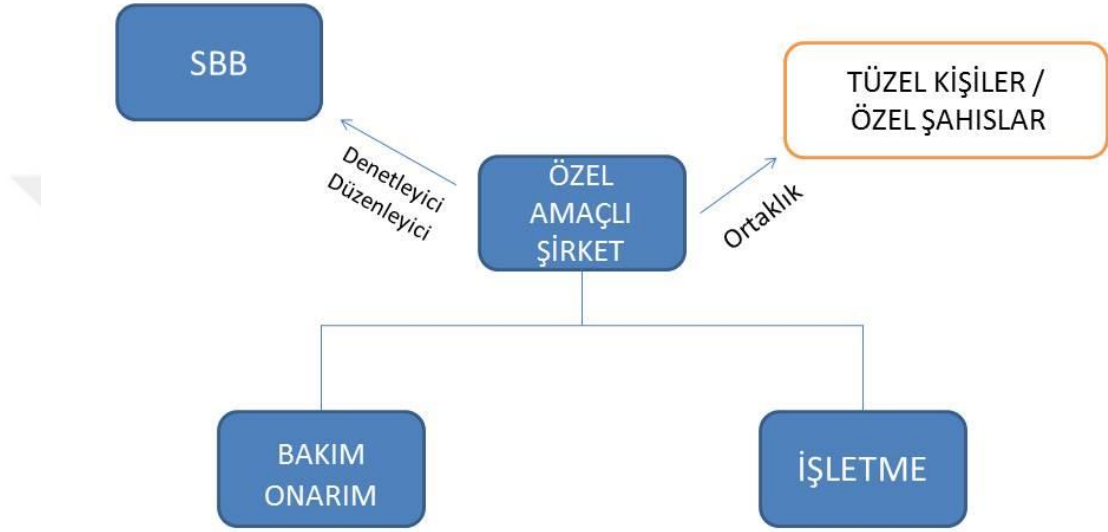 SBB
TÜZEL KİŞİLER /
ÖZEL ŞAHISLAR
Denetleyici
Düzenleyici
ÖZEL
AMAÇLI
ŞİRKET
Ortaklık
BAKIM
ONARIM
İŞLETME